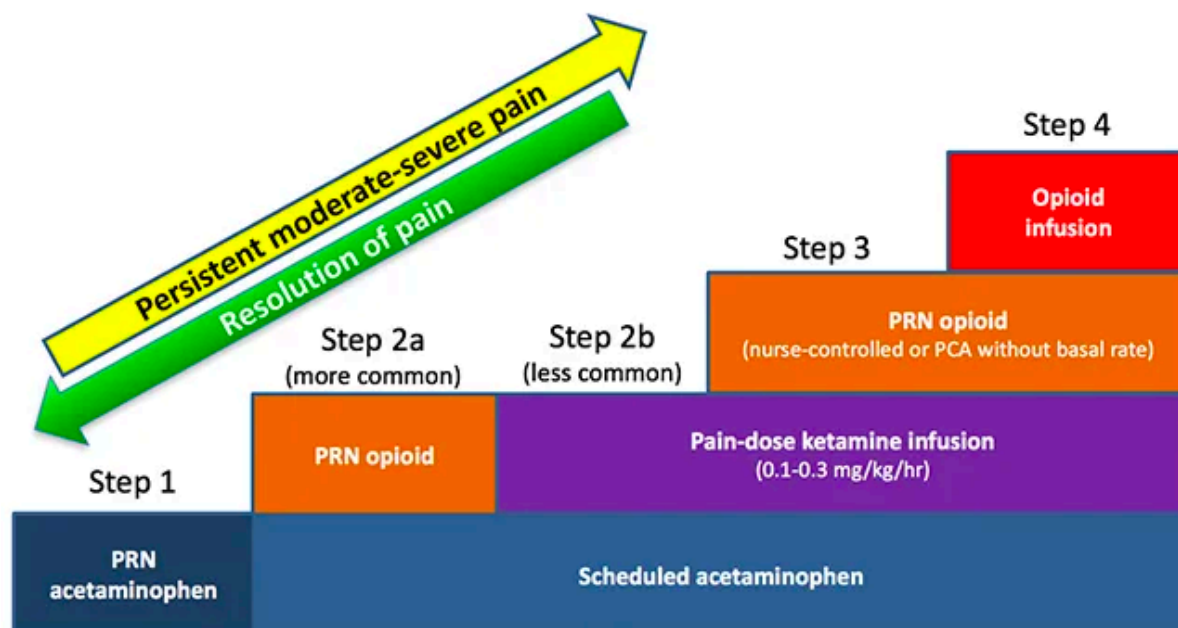 Persistent moderate-severe pain
Resolution of pain
Step 1
Step 2a
(more common)
Step 2b
(less common)
Step 3
Step 4
Opioid
infusion
PRN opioid
(nurse-controlled or PCA without basal rate)
PRN opioid
Pain-dose ketamine infusion
(0.1-0.3 mg/kg/hr)
PRN
acetaminophen
Scheduled acetaminophen